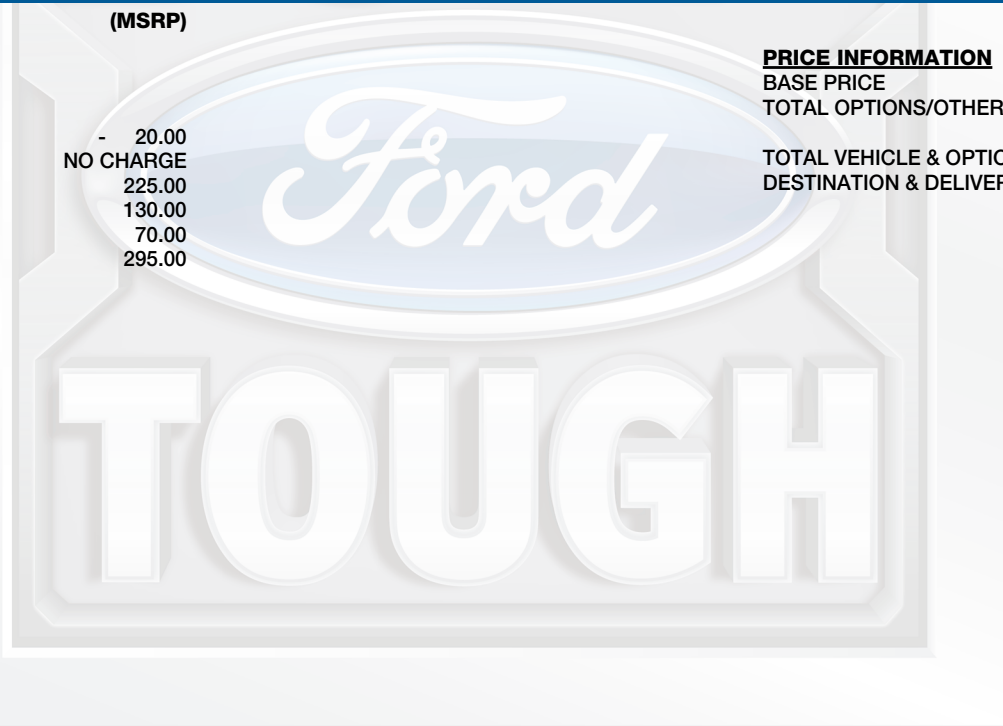 (MSRP)
- 20.00
NO CHARGE
225.00
130.00
70.00
295.00
PRICE INFORMATION
BASE PRICE
TOTAL OPTIONS/OTHER
TOTAL VEHICLE & OPTIO
DESTINATION & DELIVER
Ford
TOUGH